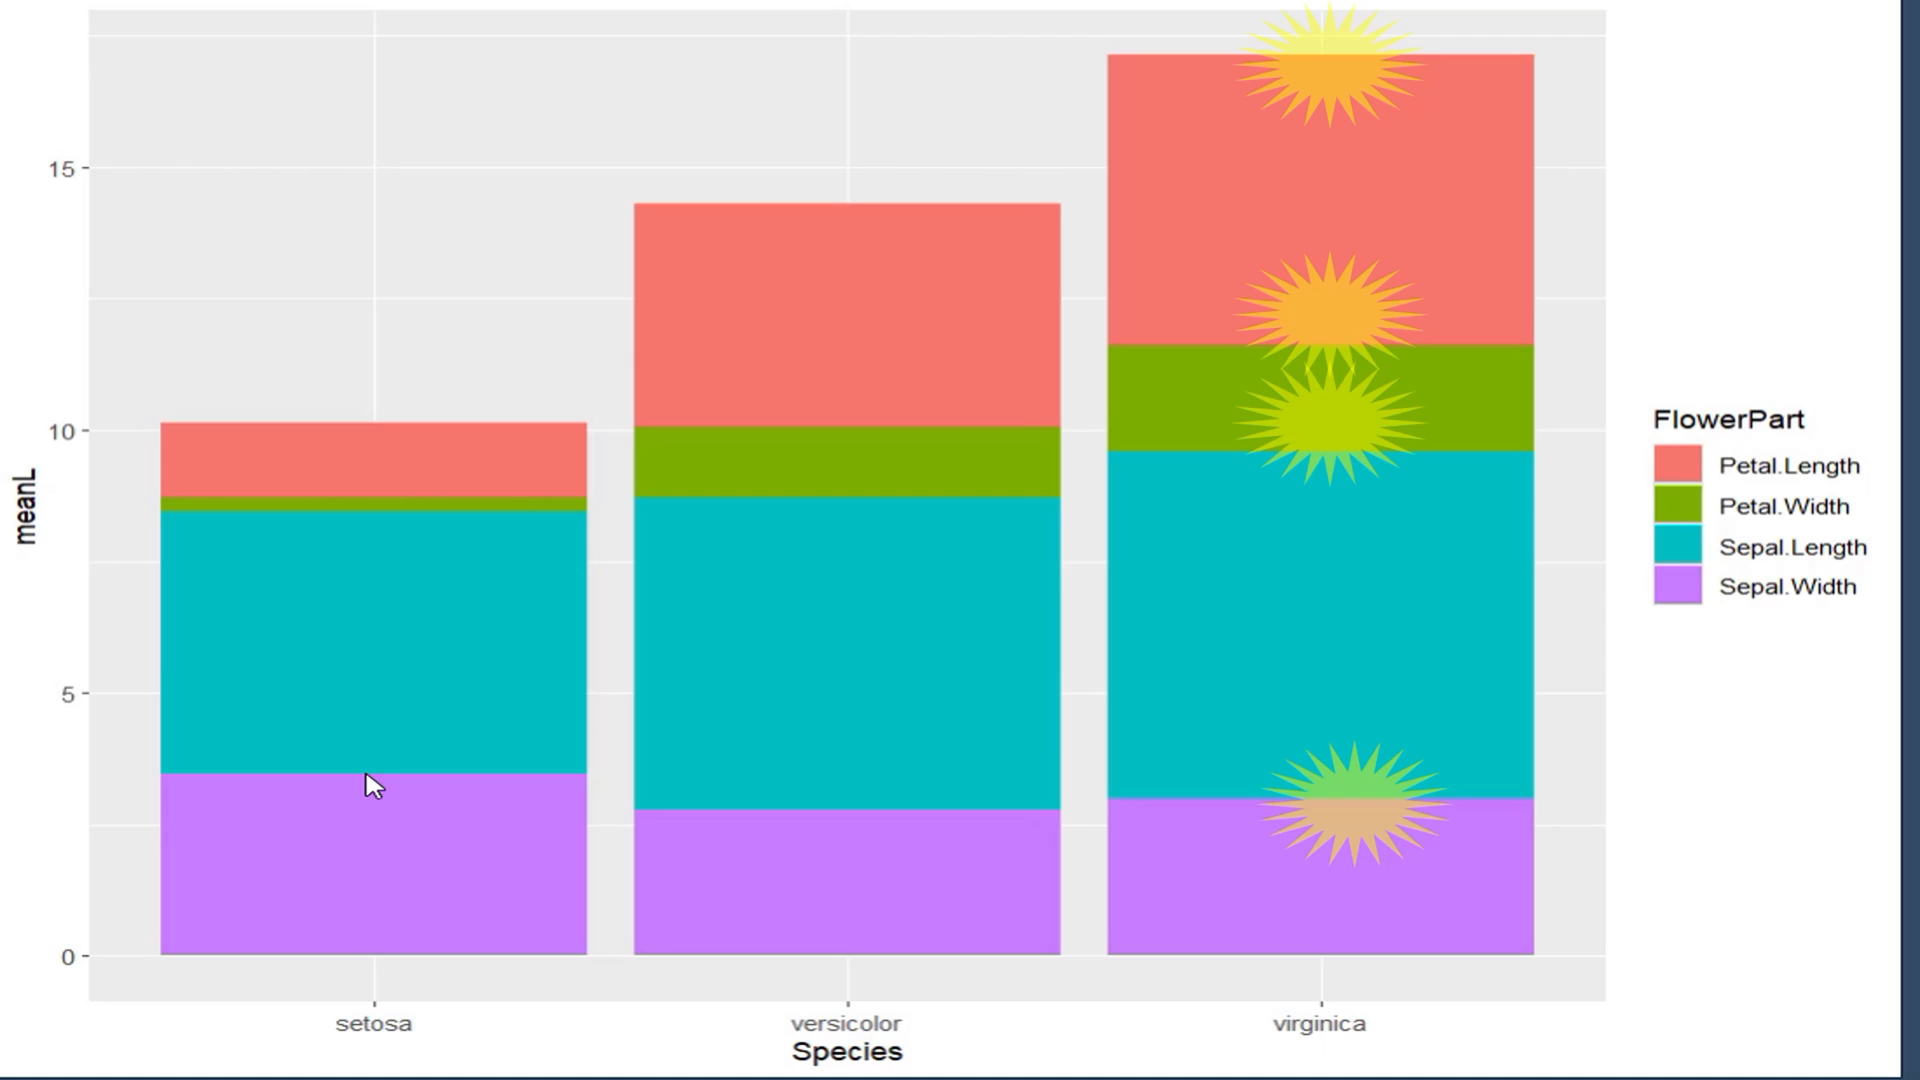 15
10
5
0
meanL
setosa
versicolor
virginica
Species
FlowerPart
Petal.Length
Petal.Width
Sepal.Length
Sepal.Width